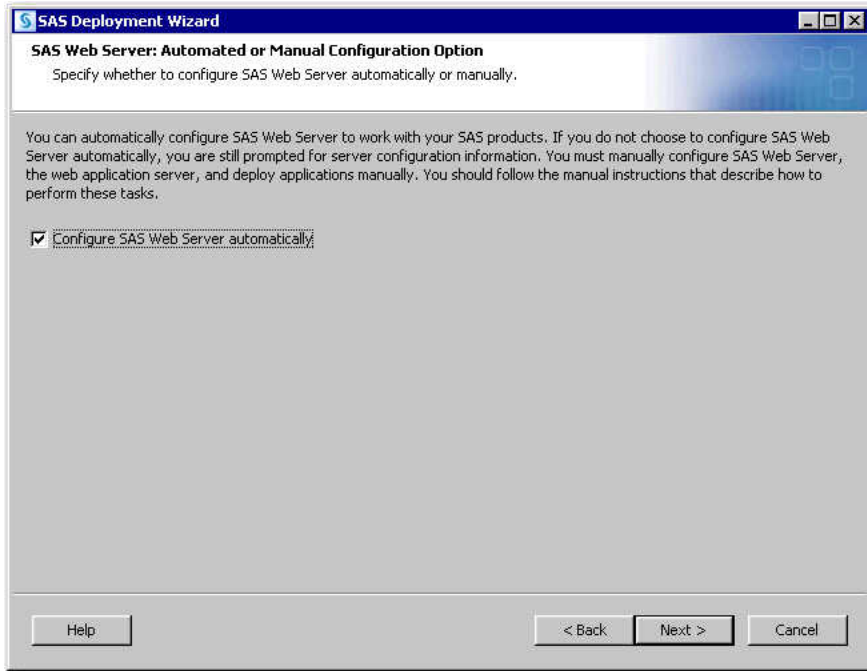 SAS Deployment Wizard
SAS Web Server: Automated or Manual Configuration Option
Specify whether to configure SAS Web Server automatically or manually.
You can automatically configure SAS Web Server to work with your SAS products. If you do not choose to configure SAS Web
Server automatically, you are still prompted for server configuration information. You must manually configure SAS Web Server,
the web application server, and deploy applications manually. You should follow the manual instructions that describe how to
perform these tasks.
Configure SAS Web Server automatically
Help
< Back
Next >
Cancel